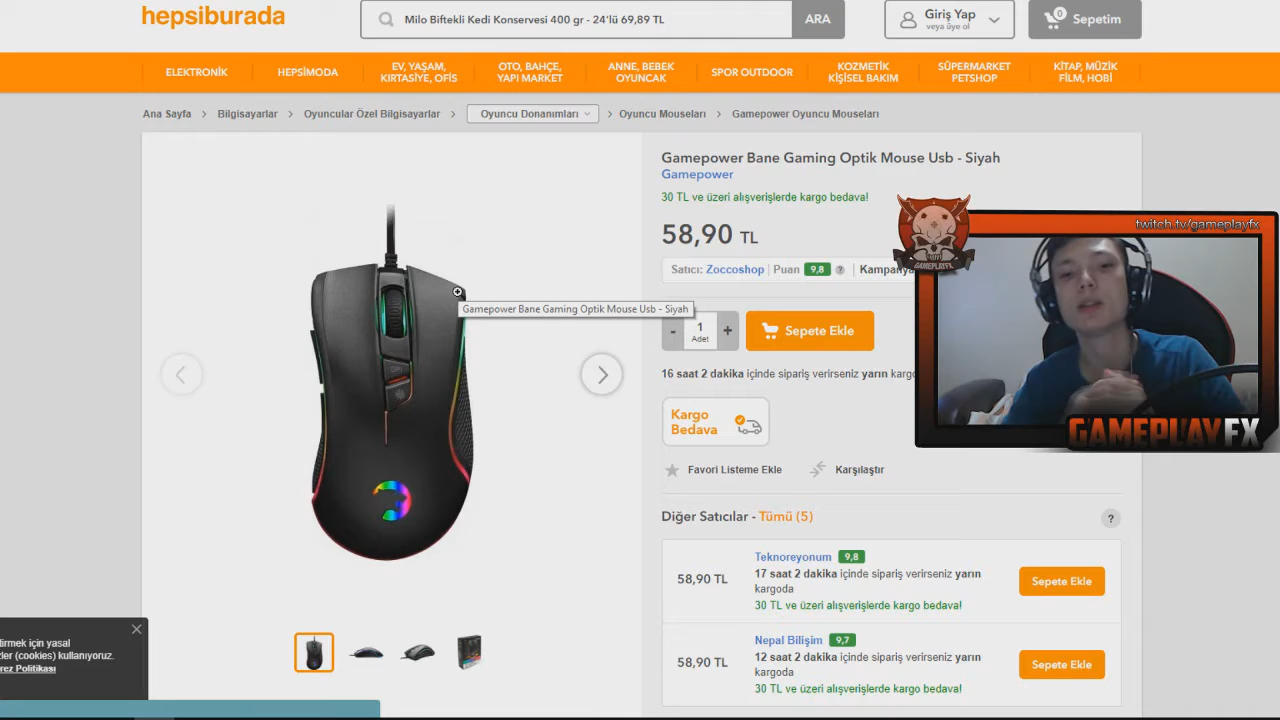 hepsiburada
Milo Biftekli Kedi Konservesi 400 gr - 24'lü 69,89 TL
ARA
Giriş Yap
veya üye ol
0
Sepetim
ELEKTRONİK
HEPSİMODA
EV, YAŞAM,
KIRTASİYE, OFİS
OTO, BAHÇE,
YAPI MARKET
ANNE, BEBEK
OYUNCAK
SPOR OUTDOOR
KOZMETİK
KİŞİSEL BAKIM
SÜPERMARKET
PETSHOP
KİTAP, MÜZİK
FİLM, HOBİ
Ana Sayfa > Bilgisayarlar > Oyuncular Özel Bilgisayarlar > Oyuncu Donanımları > Oyuncu Mouseları > Gamepower Oyuncu Mouseları
Gamepower Bane Gaming Optik Mouse Usb - Siyah
Gamepower
30 TL ve üzeri alışverişlerde kargo bedava!
58,90 TL
Satıcı: Zoccoshop | Puan 9,8 ? Kampanya
Gamepower Bane Gaming Optik Mouse Usb - Siyah
- 1 +
Adet
Sepete Ekle
16 saat 2 dakika içinde sipariş verirseniz yarın kargo
Kargo
Bedava
Favori Listeme Ekle
Karşılaştır
Diğer Satıcılar - Tümü (5)
?
58,90 TL
Teknoreyonum 9,8
17 saat 2 dakika içinde sipariş verirseniz yarın
kargoda
30 TL ve üzeri alışverişlerde kargo bedava!
Sepete Ekle
58,90 TL
Nepal Bilişim 9,7
12 saat 2 dakika içinde sipariş verirseniz yarın
kargoda
30 TL ve üzeri alışverişlerde kargo bedava!
Sepete Ekle
twitch.tv/gameplayfx
GAMEPLAYFX
GAMEPLAYFX
dirmek için yasal
zler (cookies) kullanıyoruz.
rez Politikası